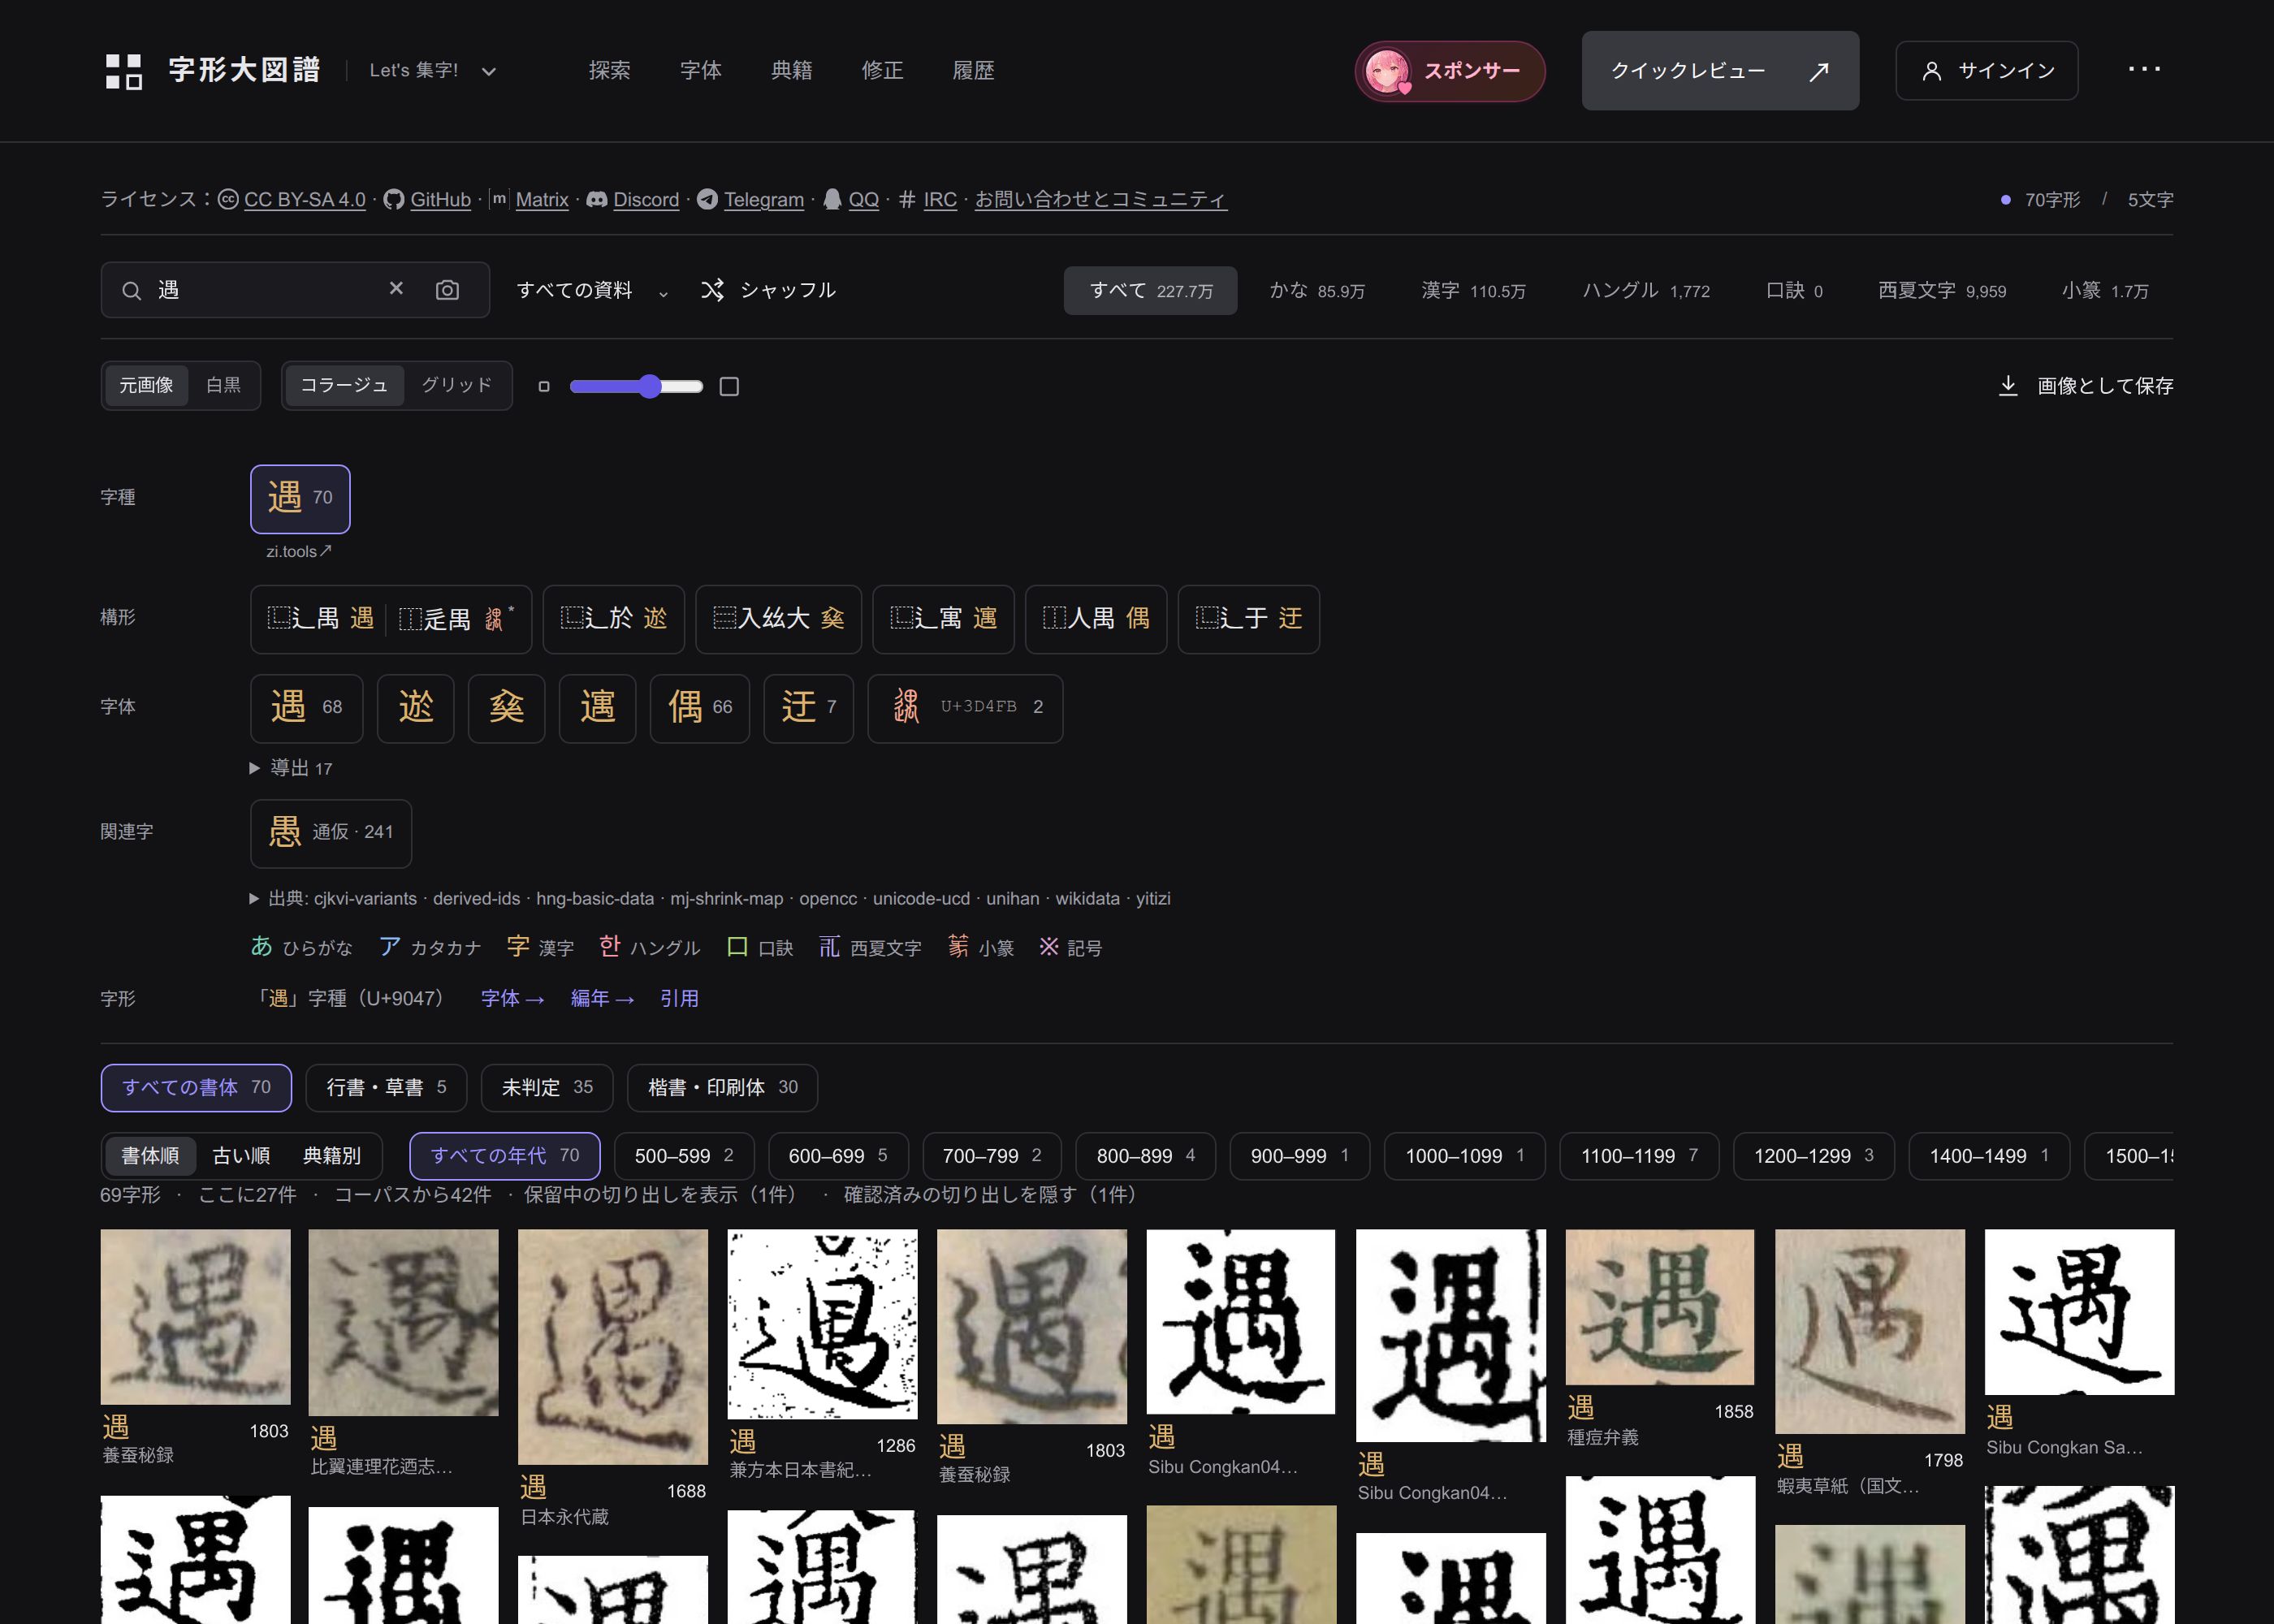 字形大図譜 Let's 集字! 探索 字体 典籍 修正 履歴 スポンサー クイックレビュー サインイン ···
ライセンス：CC BY-SA 4.0 · GitHub · Matrix · Discord · Telegram · QQ · IRC · お問い合わせとコミュニティ 70字形 / 5文字
遇 すべての資料 シャッフル すべて 227.7万 かな 85.9万 漢字 110.5万 ハングル 1,772 口訣 0 西夏文字 9,959 小篆 1.7万
元画像 白黒 コラージュ グリッド 画像として保存
字種 遇 70
zi.tools↗
構形 ⿺辶禺 遇 ⿰辵禺 * ⿺辶於 ⿱入𢆶大 ⿺辶寓 ⿰人禺 偶 ⿺辶于 迂
字体 遇 68 偶 66 迂 7 U+3D4FB 2
▶ 導出 17
関連字 愚 通仮 · 241
▶ 出典: cjkvi-variants · derived-ids · hng-basic-data · mj-shrink-map · opencc · unicode-ucd · unihan · wikidata · yitizi
あ ひらがな ア カタカナ 字 漢字 한 ハングル 口 口訣 西夏文字 篆 小篆 ※ 記号
字形 「遇」字種（U+9047） 字体→ 編年→ 引用
すべての書体 70 行書・草書 5 未判定 35 楷書・印刷体 30
書体順 古い順 典籍別 すべての年代 70 500–599 2 600–699 5 700–799 2 800–899 4 900–999 1 1000–1099 1 1100–1199 7 1200–1299 3 1400–1499 1
69字形 · ここに27件 · コーパスから42件 · 保留中の切り出しを表示（1件） · 確認済みの切り出しを隠す（1件）
遇 遇 遇 遇 遇 遇 遇 遇 遇 遇
遇 1803
養蚕秘録
遇
比翼連理花迺志…
遇 1688
日本永代蔵
遇 1286
兼方本日本書紀…
遇 1803
養蚕秘録
遇
Sibu Congkan04…
遇
Sibu Congkan04…
遇 1858
種痘弁義
遇 1798
蝦夷草紙（国文…
遇
Sibu Congkan Sa…